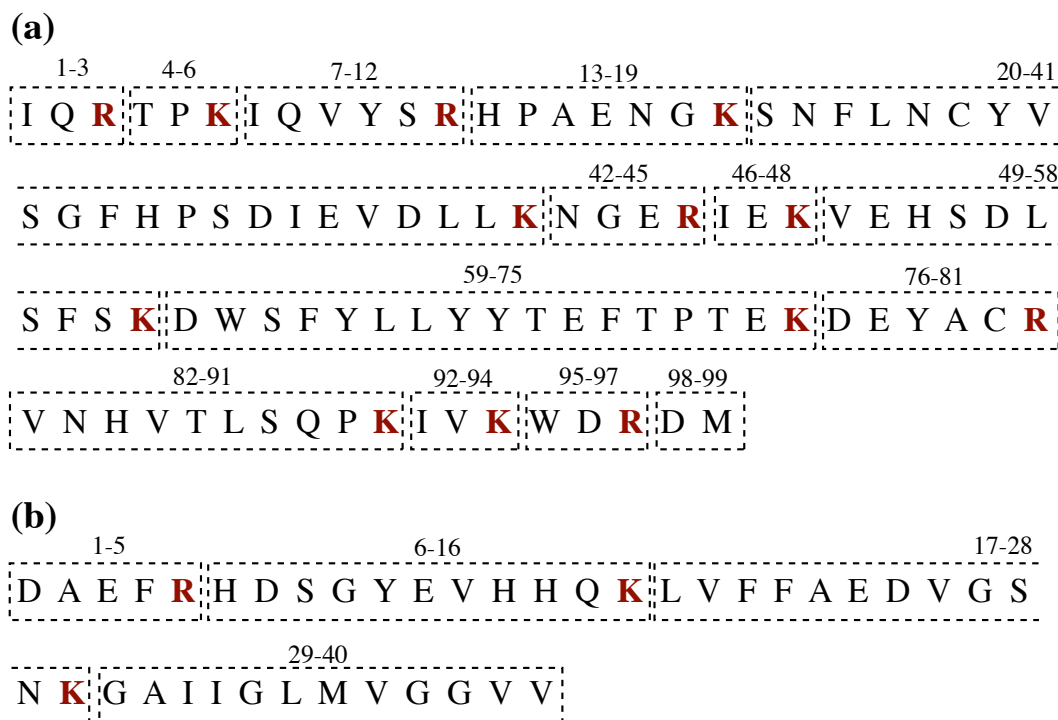 (a)
1-3 4-6 7-12 13-19 20-41
I Q R T P K I Q V Y S R H P A E N G K S N F L N C Y V
42-45 46-48 49-58
S G F H P S D I E V D L L K N G E R I E K V E H S D L
59-75 76-81
S F S K D W S F Y L L Y Y T E F T P T E K D E Y A C R
82-91 92-94 95-97 98-99
V N H V T L S Q P K I V K W D R D M
(b)
1-5 6-16 17-28
D A E F R H D S G Y E V H H Q K L V F F A E D V G S
29-40
N K G A I I G L M V G G V V